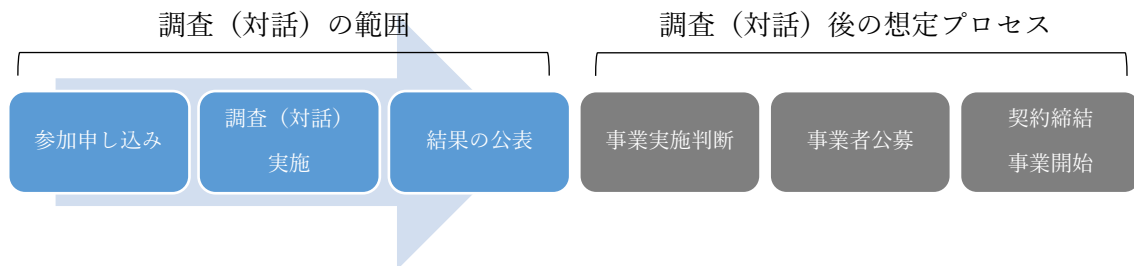 調査（対話）の範囲
調査（対話）後の想定プロセス
参加申し込み
調査（対話）
実施
結果の公表
事業実施判断
事業者公募
契約締結
事業開始